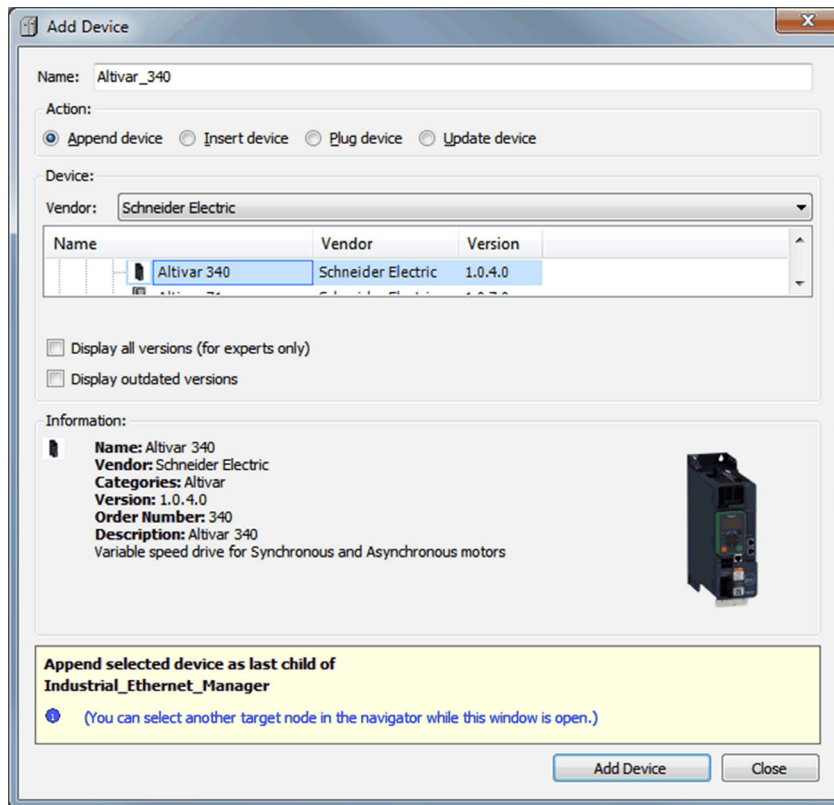 Add Device
Name: Altivar_340
Action:
Append device Insert device Plug device Update device
Device:
Vendor: Schneider Electric
Name Vendor Version
Altivar 340 Schneider Electric 1.0.4.0
Display all versions (for experts only)
Display outdated versions
Information:
Name: Altivar 340
Vendor: Schneider Electric
Categories: Altivar
Version: 1.0.4.0
Order Number: 340
Description: Altivar 340
Variable speed drive for Synchronous and Asynchronous motors
Append selected device as last child of
Industrial_Ethernet_Manager
(You can select another target node in the navigator while this window is open.)
Add Device Close